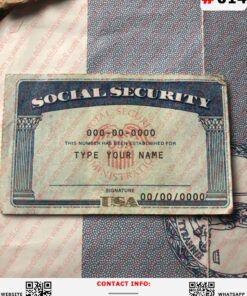 #014
SOCIAL SECURITY
000-00-0000
THIS NUMBER HAS BEEN ESTABLISHED FOR
TYPE YOUR NAME
SIGNATURE
00/00/0000
USA
CONTACT INFO:
WEBSITE
WHATSAPP